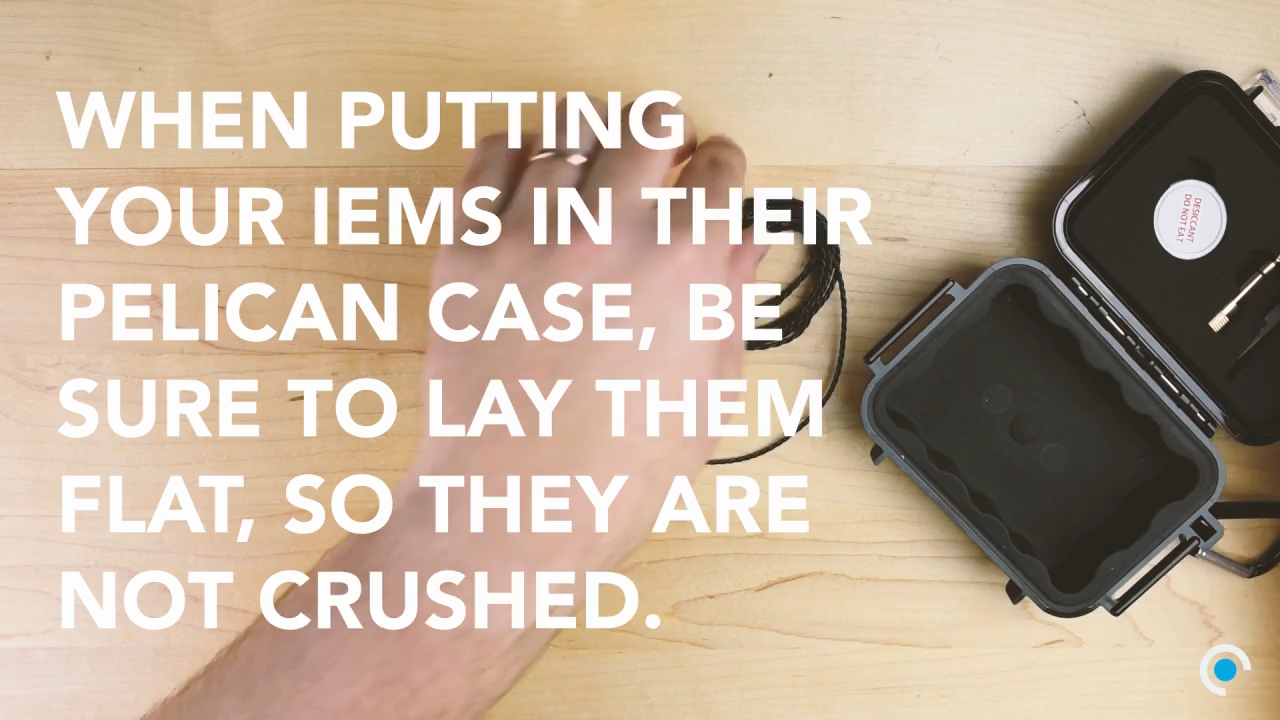 WHEN PUTTING
YOUR IEMS IN THEIR
PELICAN CASE, BE
SURE TO LAY THEM
FLAT, SO THEY ARE
NOT CRUSHED.
DESICCANT
DO NOT EAT